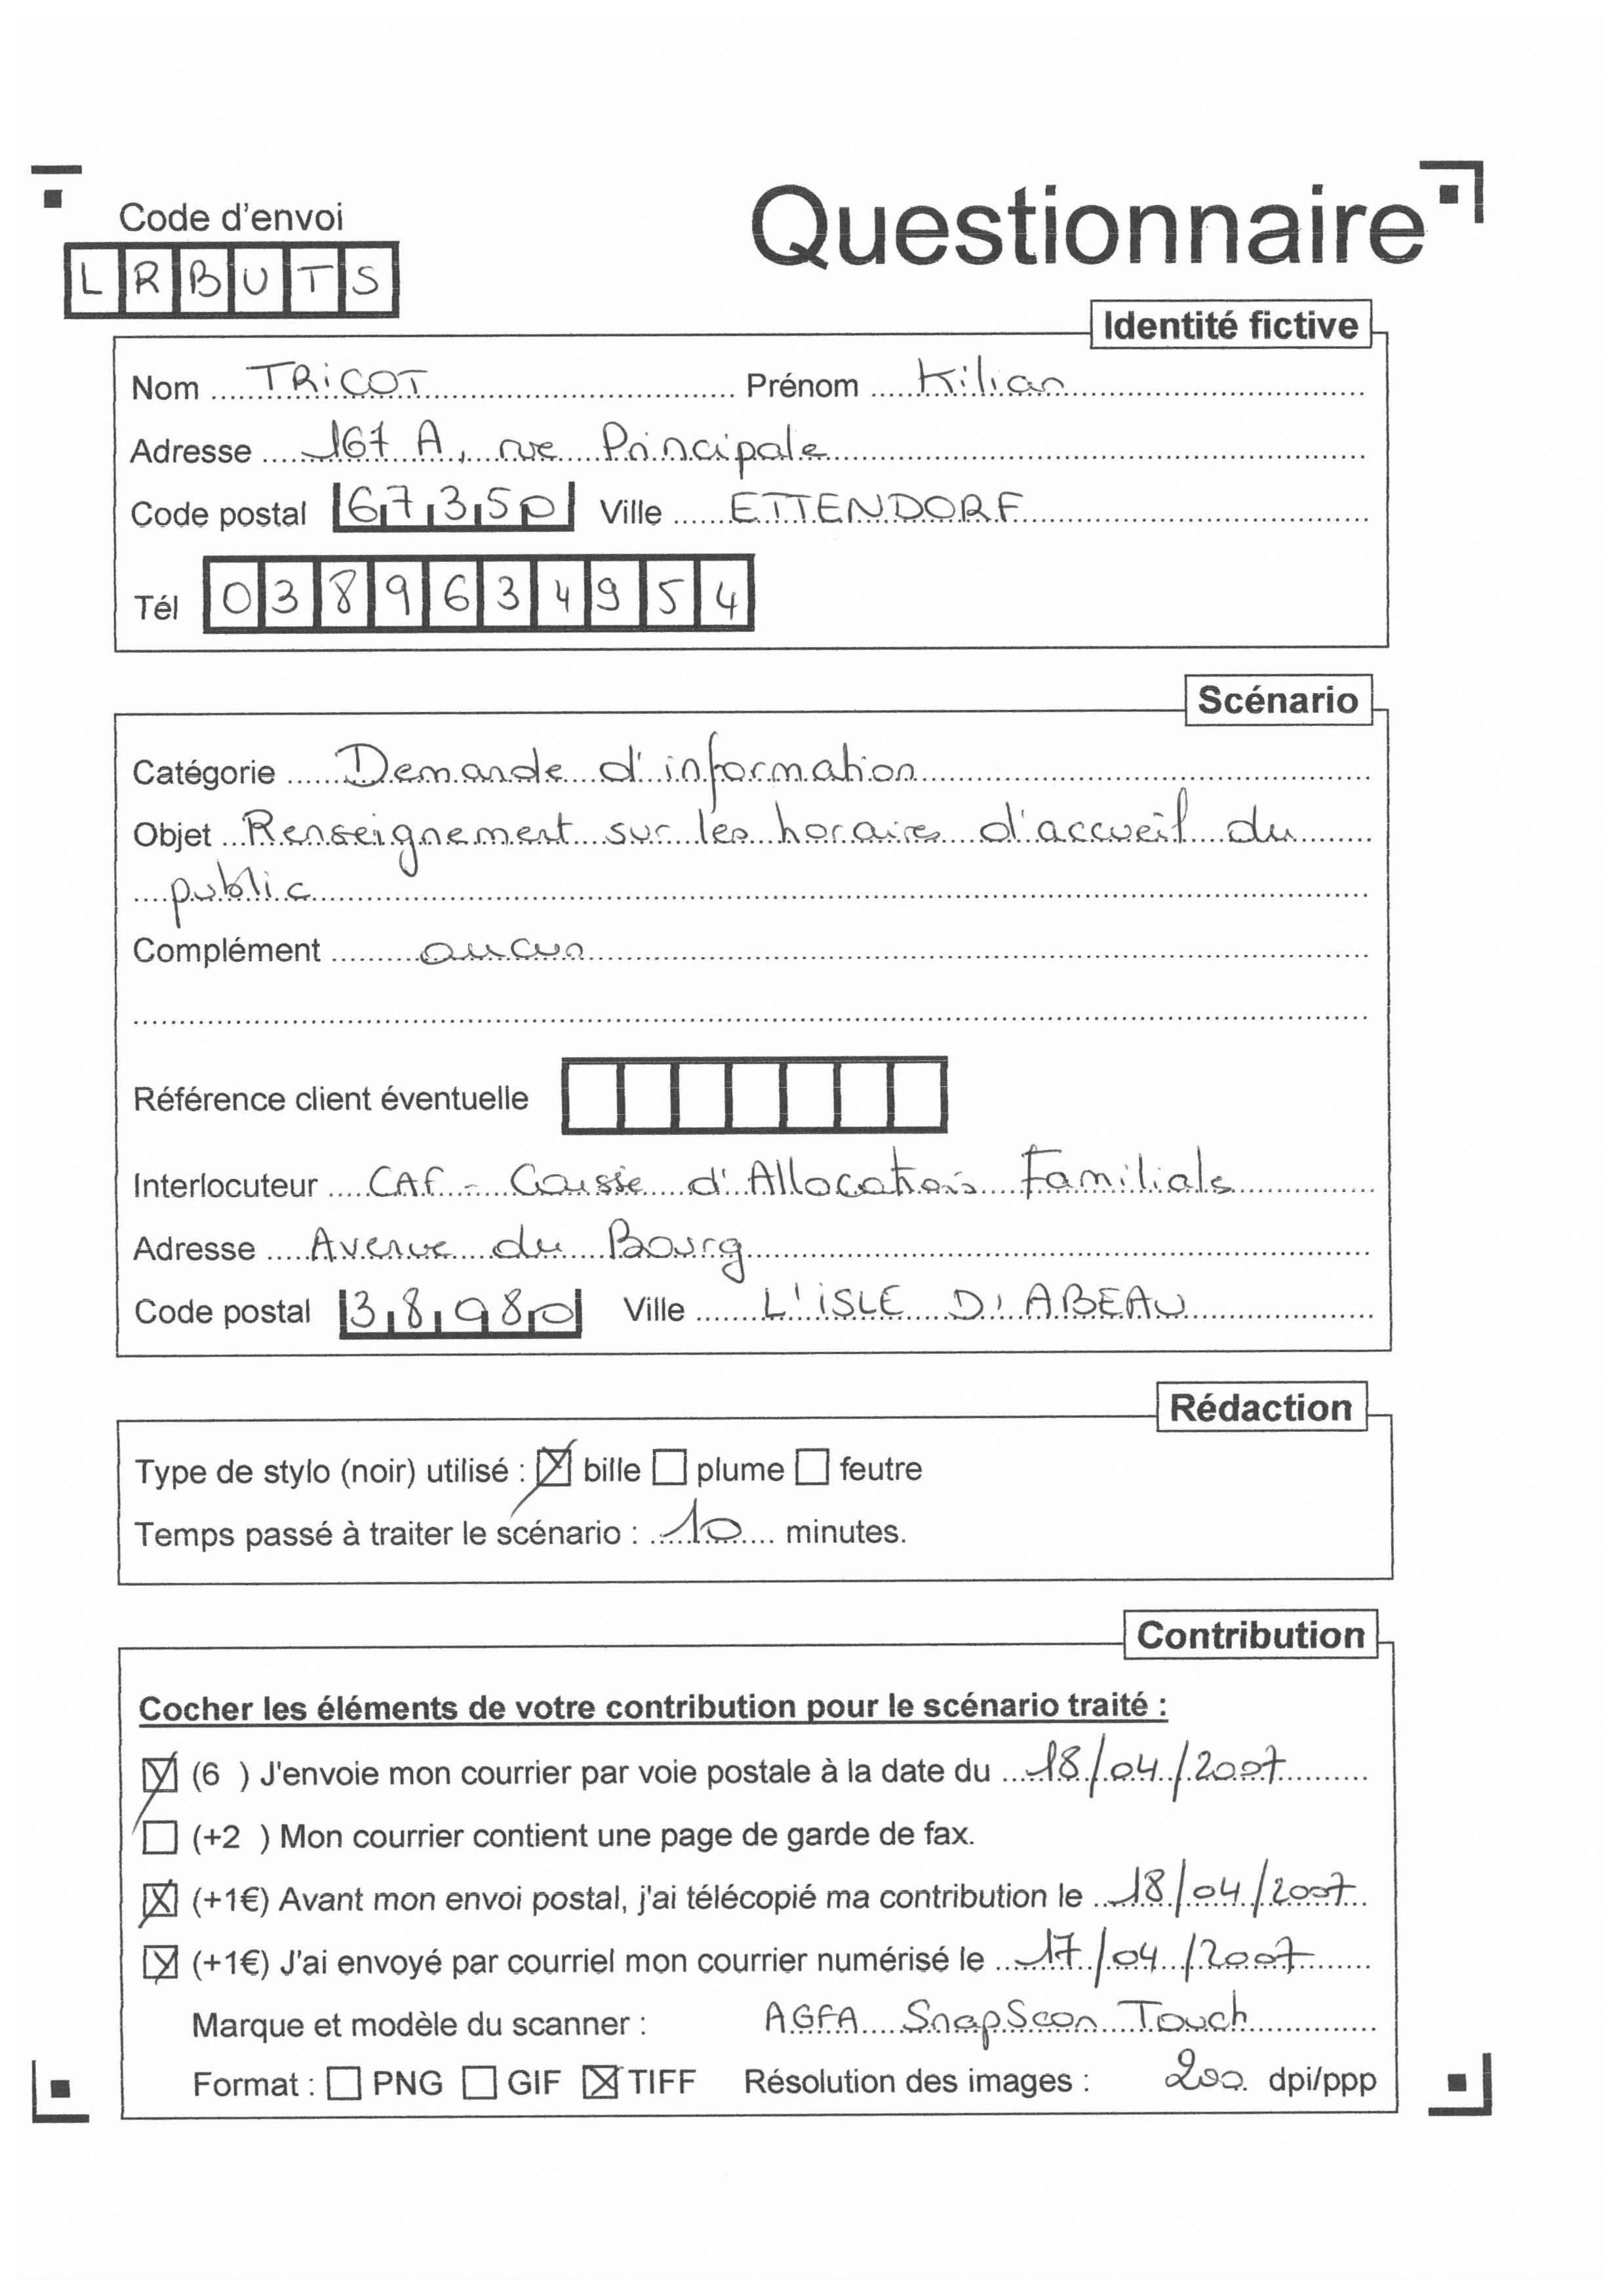 Questionnaire
Code d'envoi
LRBUTS
Identité fictive
Nom TRiCOT Prénom Kilian
Adresse 167 A, rue Principale
Code postal 67350 Ville ETTENDORF
Tél 0389634954
Scénario
Catégorie Demande d'information
Objet Renseignement sur les horaires d'accueil du
public
Complément aucun
Référence client éventuelle
Interlocuteur CAF - Caisse d'Allocations Familials
Adresse Avenue du Bourg
Code postal 38980 Ville L'iSLE D'ABEAU
Rédaction
Type de stylo (noir) utilisé : bille plume feutre
Temps passé à traiter le scénario : 10 minutes.
Contribution
Cocher les éléments de votre contribution pour le scénario traité :
(6 ) J'envoie mon courrier par voie postale à la date du 18/04/2007
(+2 ) Mon courrier contient une page de garde de fax.
(+1€) Avant mon envoi postal, j'ai télécopié ma contribution le 18/04/2007
(+1€) J'ai envoyé par courriel mon courrier numérisé le 17/04/2007
Marque et modèle du scanner : AGFA SnapScan Touch
Format : PNG GIF TIFF Résolution des images : 200 dpi/ppp